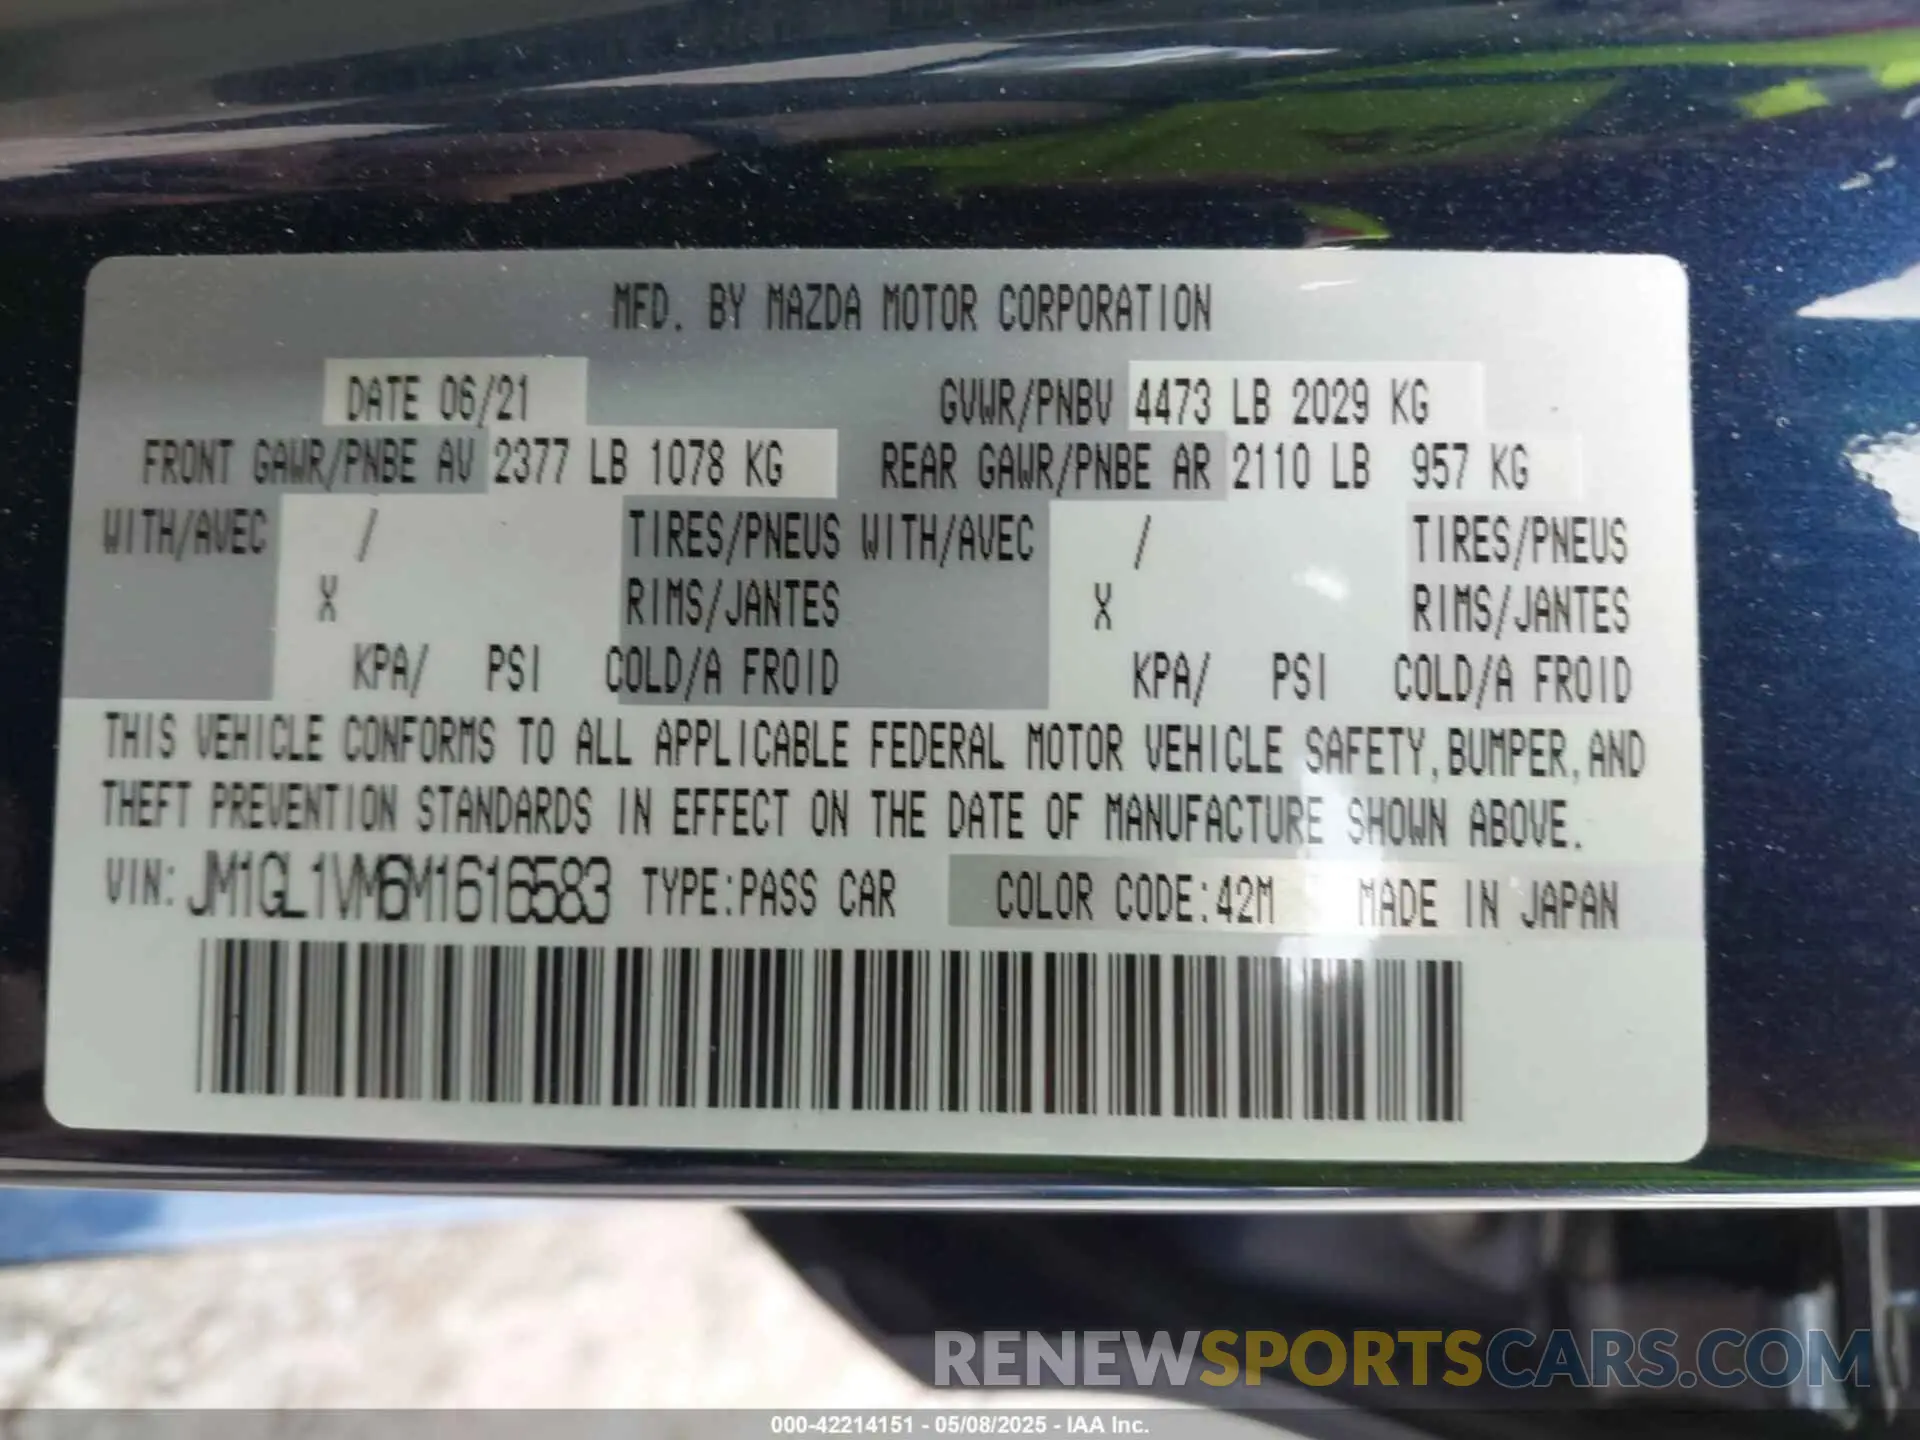 MFD. BY MAZDA MOTOR CORPORATION
DATE 06/21 GVWR/PNBV 4473 LB 2029 KG
FRONT GAWR/PNBE AV 2377 LB 1078 KG REAR GAWR/PNBE AR 2110 LB 957 KG
WITH/AVEC / TIRES/PNEUS WITH/AVEC / TIRES/PNEUS
X RIMS/JANTES X RIMS/JANTES
KPA/ PSI COLD/A FROID KPA/ PSI COLD/A FROID
THIS VEHICLE CONFORMS TO ALL APPLICABLE FEDERAL MOTOR VEHICLE SAFETY, BUMPER, AND
THEFT PREVENTION STANDARDS IN EFFECT ON THE DATE OF MANUFACTURE SHOWN ABOVE.
VIN: JM1GL1VM6M1616583 TYPE: PASS CAR COLOR CODE: 42M MADE IN JAPAN
RENEWSPORTSCARS.COM
000-42214151 - 05/08/2025 - IAA Inc.